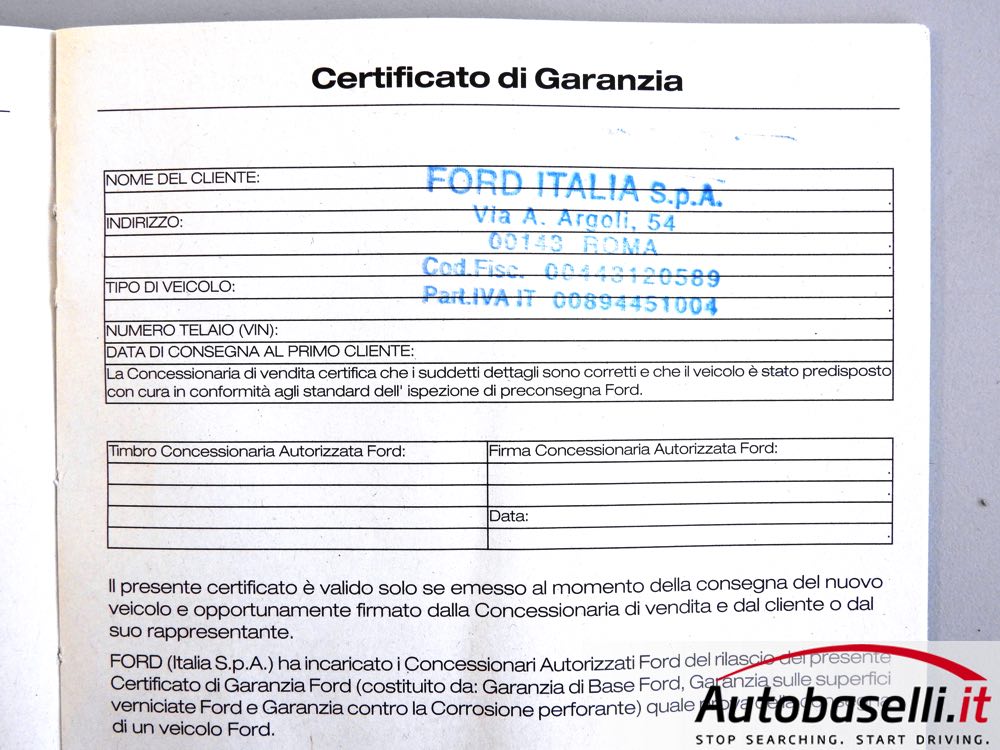 Certificato di Garanzia
NOME DEL CLIENTE:
FORD ITALIA S.p.A.
INDIRIZZO:
Via A. Argoli, 54
00143 ROMA
Cod.Fisc. 00443120589
TIPO DI VEICOLO:
Part.IVA IT 00894451004
NUMERO TELAIO (VIN):
DATA DI CONSEGNA AL PRIMO CLIENTE:
La Concessionaria di vendita certifica che i suddetti dettagli sono corretti e che il veicolo è stato predisposto
con cura in conformità agli standard dell' ispezione di preconsegna Ford.
Timbro Concessionaria Autorizzata Ford:
Firma Concessionaria Autorizzata Ford:
Data:
Il presente certificato è valido solo se emesso al momento della consegna del nuovo
veicolo e opportunamente firmato dalla Concessionaria di vendita e dal cliente o dal
suo rappresentante.
FORD (Italia S.p.A.) ha incaricato i Concessionari Autorizzati Ford del rilascio del presente
Certificato di Garanzia Ford (costituito da: Garanzia di Base Ford, Garanzia sulle superfici
verniciate Ford e Garanzia contro la Corrosione perforante) quale prova della consegna
di un veicolo Ford.
Autobaselli.it
STOP SEARCHING. START DRIVING.